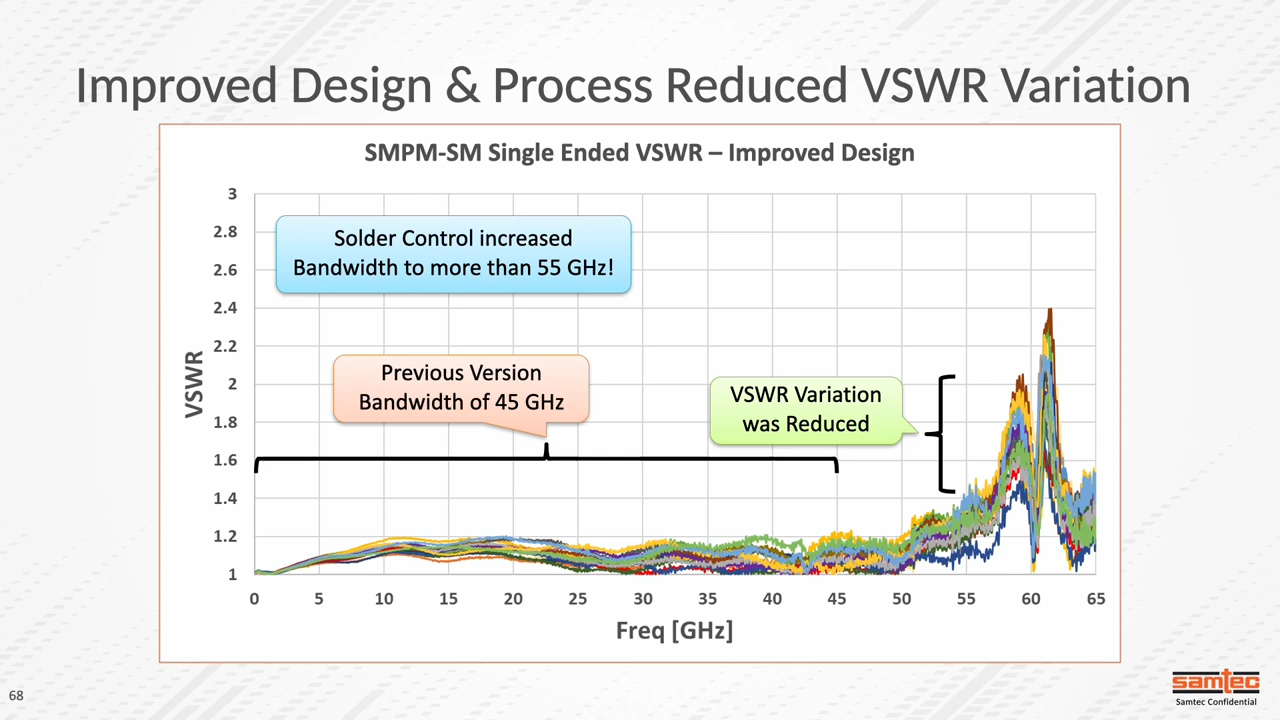 Improved Design & Process Reduced VSWR Variation
SMPM-SM Single Ended VSWR – Improved Design
3
2.8
2.6
2.4
2.2
2
1.8
1.6
1.4
1.2
1
VSWR
Solder Control increased
Bandwidth to more than 55 GHz!
Previous Version
Bandwidth of 45 GHz
VSWR Variation
was Reduced
0 5 10 15 20 25 30 35 40 45 50 55 60 65
Freq [GHz]
68
samtec
Samtec Confidential